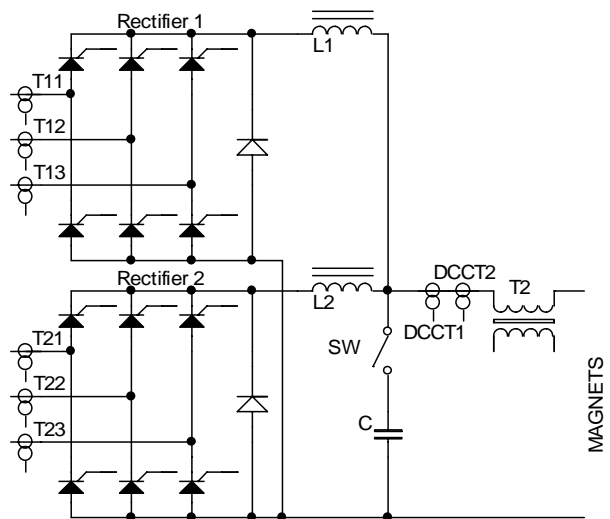 Rectifier 1
L1
T11
T12
T13
Rectifier 2
L2
DCCT2
T2
DCCT1
T21
SW
T22
T23
C
MAGNETS